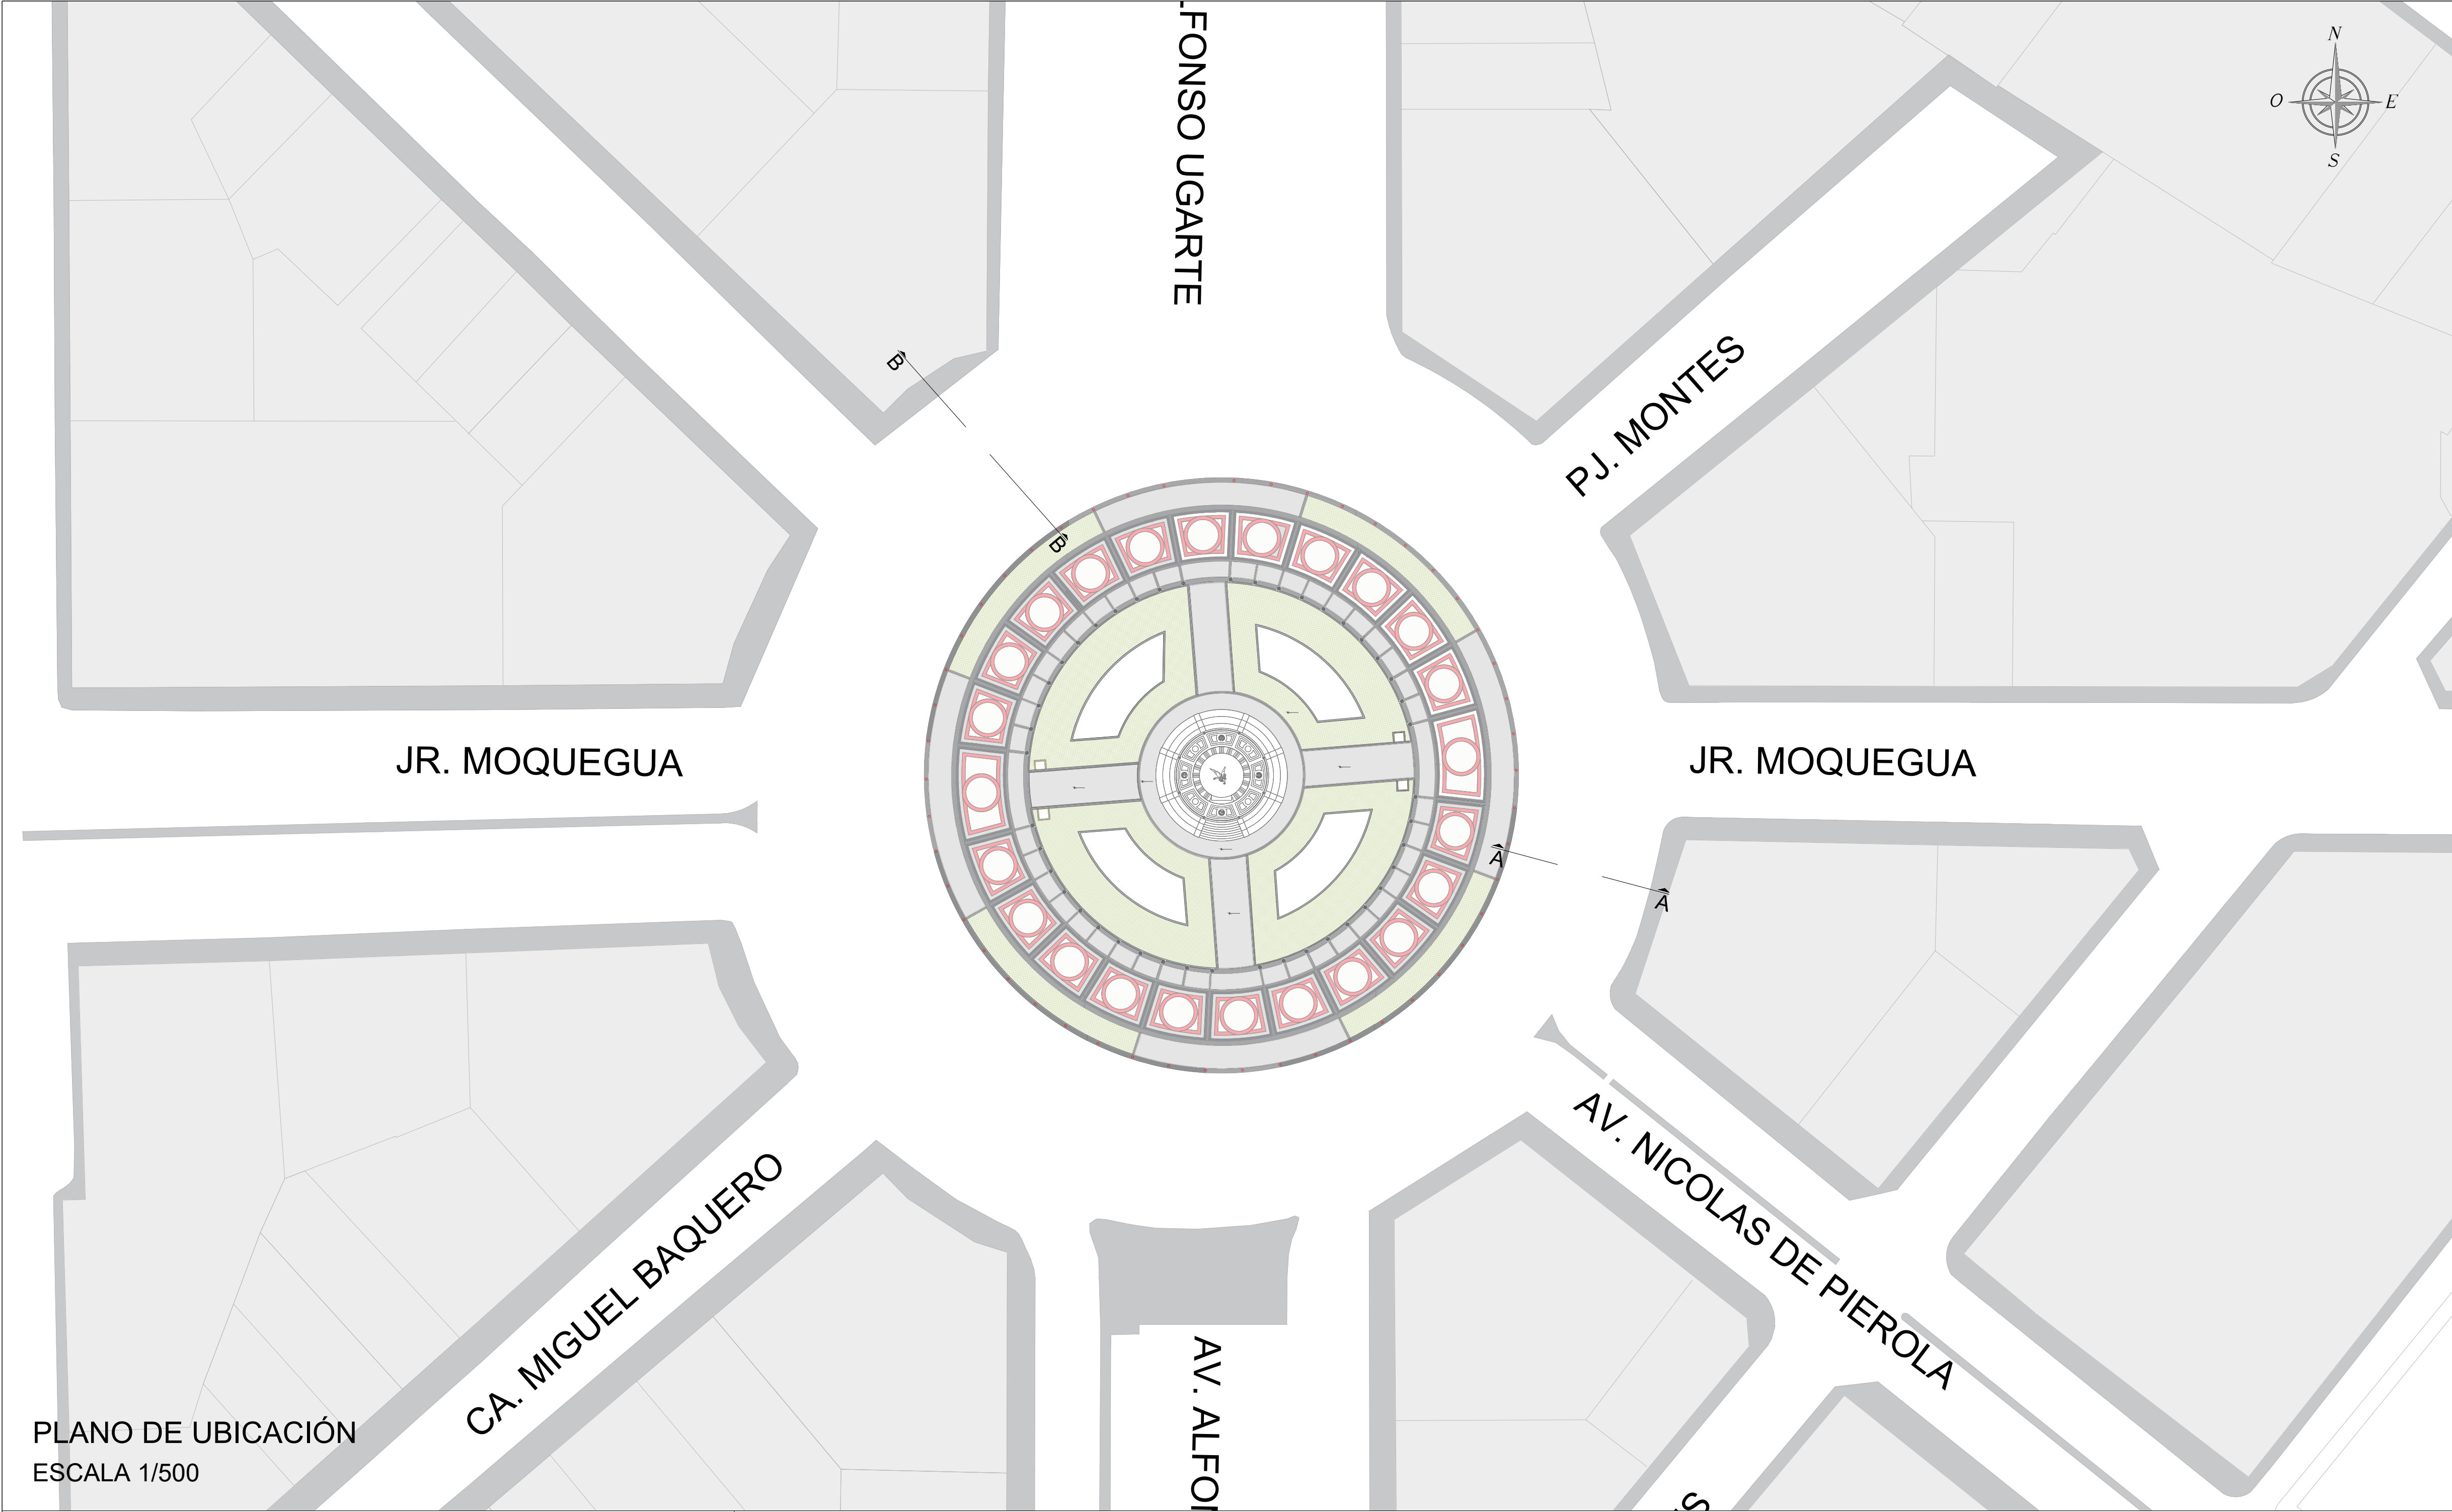 LFONSO UGARTE
N
O
E
S
B
B
PJ. MONTES
JR. MOQUEGUA
JR. MOQUEGUA
A
A
AV. NICOLAS DE PIEROLA
CA. MIGUEL BAQUERO
AV. ALFON
S
PLANO DE UBICACIÓN
ESCALA 1/500